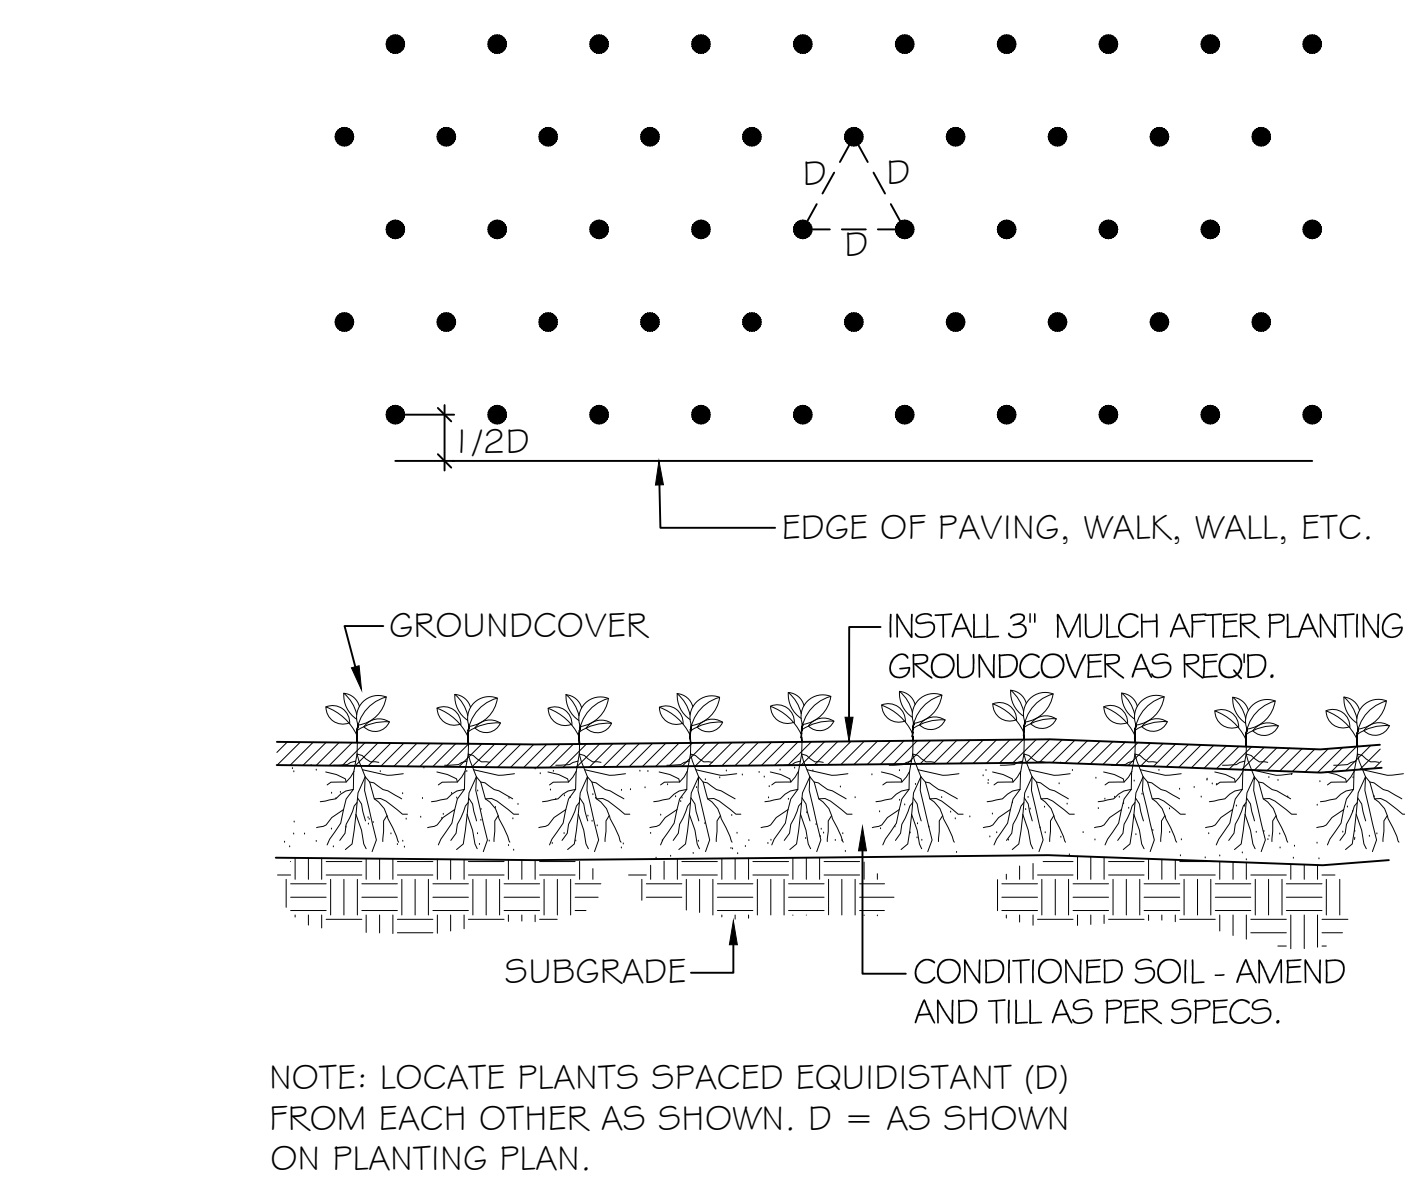 D D
D
1/2D
EDGE OF PAVING, WALK, WALL, ETC.
GROUNDCOVER
INSTALL 3" MULCH AFTER PLANTING
GROUNDCOVER AS REQ'D.
SUBGRADE
CONDITIONED SOIL - AMEND
AND TILL AS PER SPECS.
NOTE: LOCATE PLANTS SPACED EQUIDISTANT (D)
FROM EACH OTHER AS SHOWN. D = AS SHOWN
ON PLANTING PLAN.